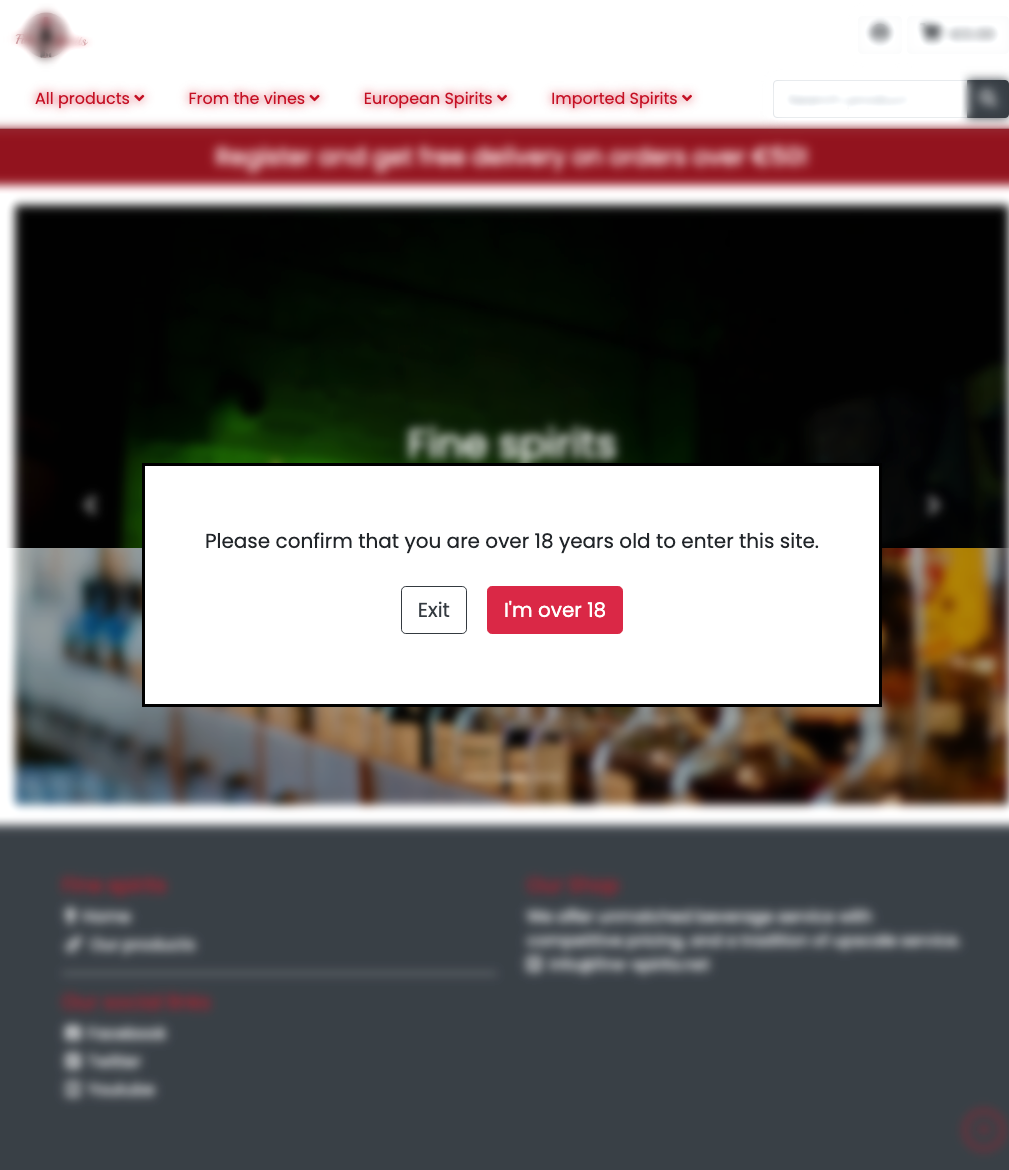 All products
From the vines
European Spirits
Imported Spirits
Register and get free delivery on orders over €50!
Fine spirits
Please confirm that you are over 18 years old to enter this site.
Exit
I'm over 18
Fine spirits
Home
Our products
Our social links
Facebook
Twitter
Youtube
Our Shop
We offer unmatched beverage service with
competitive pricing, and a tradition of upscale service.
info@fine-spirits.net